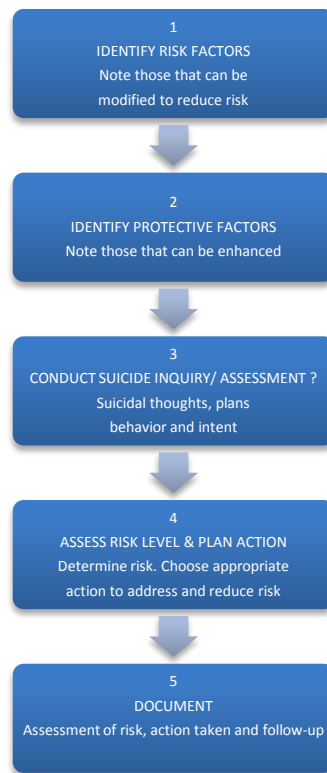 1
IDENTIFY RISK FACTORS
Note those that can be
modified to reduce risk
2
IDENTIFY PROTECTIVE FACTORS
Note those that can be enhanced
3
CONDUCT SUICIDE INQUIRY/ ASSESSMENT ?
Suicidal thoughts, plans
behavior and intent
4
ASSESS RISK LEVEL & PLAN ACTION
Determine risk. Choose appropriate
action to address and reduce risk
5
DOCUMENT
Assessment of risk, action taken and follow-up